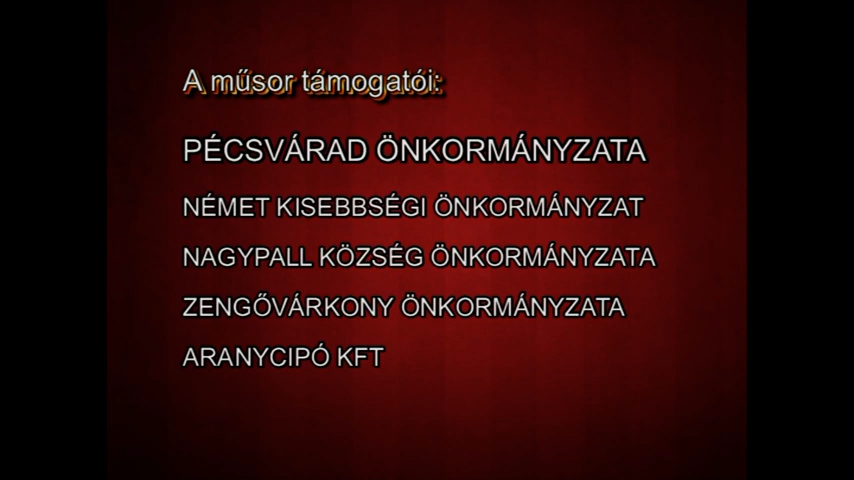 A műsor támogatói:
PÉCSVÁRAD ÖNKORMÁNYZATA
NÉMET KISEBBSÉGI ÖNKORMÁNYZAT
NAGYPALL KÖZSÉG ÖNKORMÁNYZATA
ZENGŐVÁRKONY ÖNKORMÁNYZATA
ARANYCIPÓ KFT